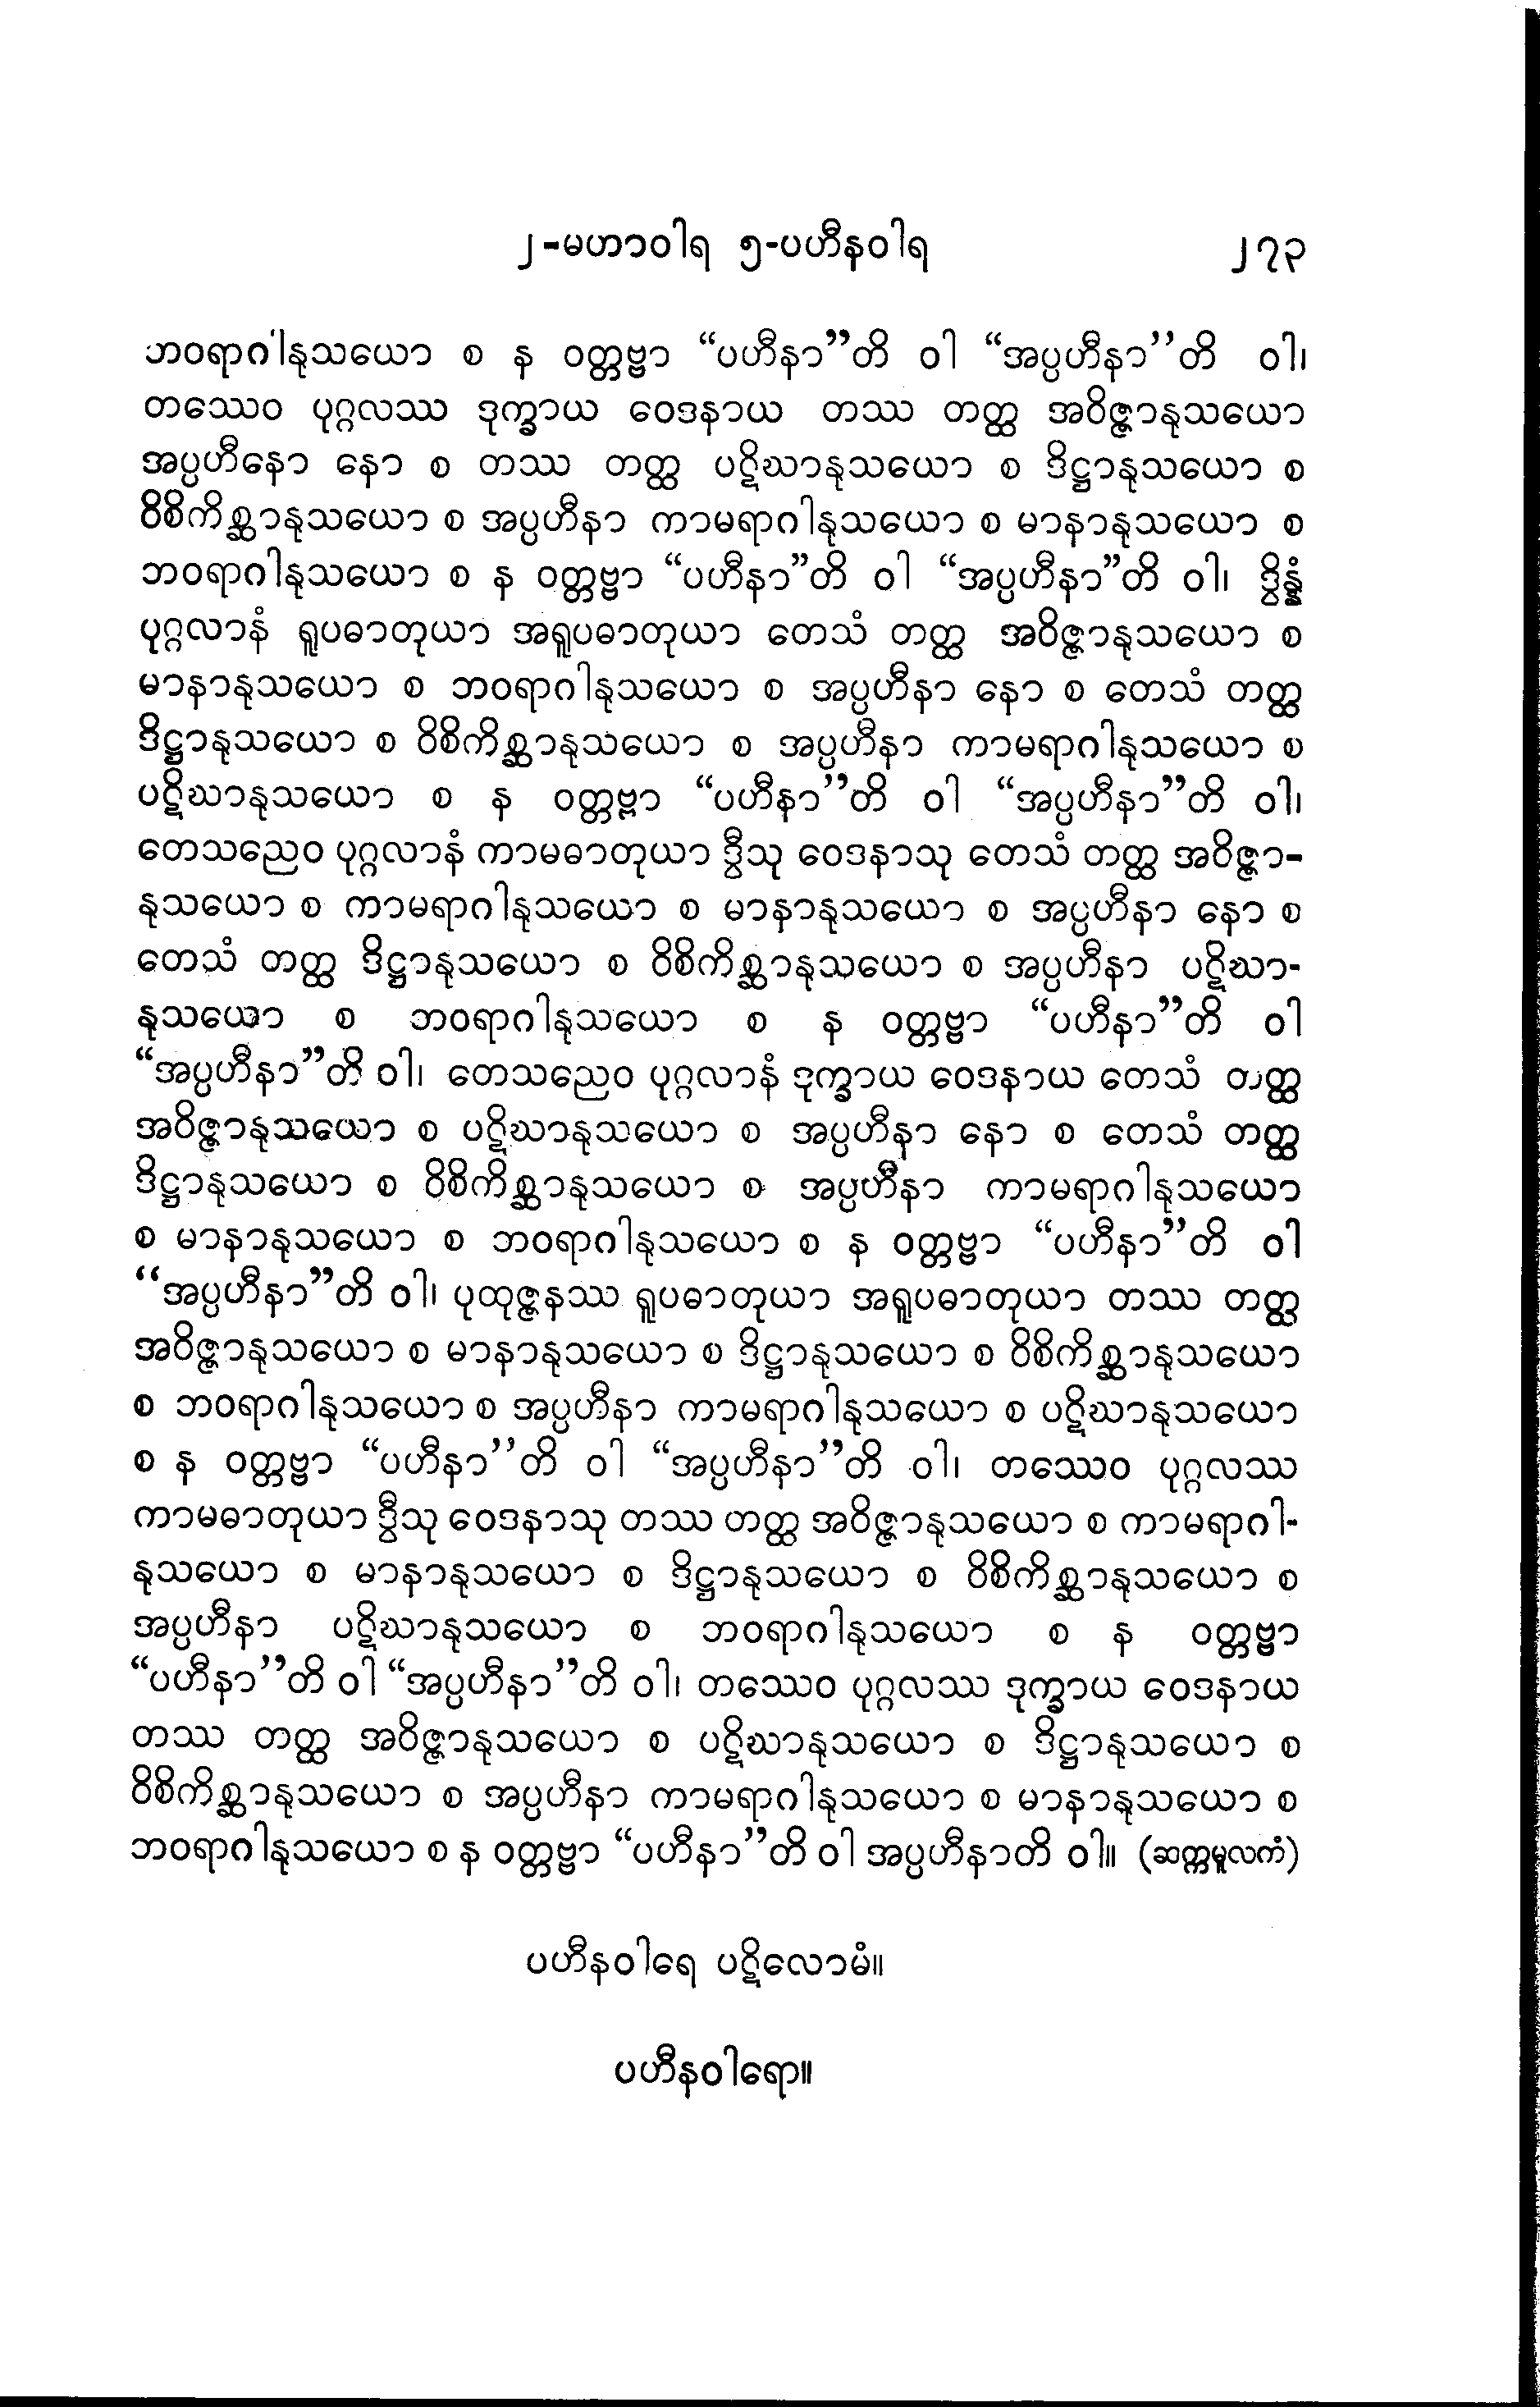 ၂-မဟာဝါရ ၅-ပဟီနဝါရ ၂၇၃
ဘဝရာဂါနုသယော စ န ဝတ္တဗ္ဗာ “ပဟီနာ”တိ ဝါ “အပ္ပဟီနာ”တိ ဝါ၊
တဿေဝ ပုဂ္ဂလဿ ဒုက္ခာယ ဝေဒနာယ တဿ တတ္ထ အဝိဇ္ဇာနုသယော
အပ္ပဟီနော နော စ တဿ တတ္ထ ပဋိဃာနုသယော စ ဒိဋ္ဌာနုသယော စ
ဝိစိကိစ္ဆာနုသယော စ အပ္ပဟီနာ ကာမရာဂါနုသယော စ မာနာနုသယော စ
ဘဝရာဂါနုသယော စ န ဝတ္တဗ္ဗာ “ပဟီနာ”တိ ဝါ “အပ္ပဟီနာ”တိ ဝါ၊ ဒွိန္နံ
ပုဂ္ဂလာနံ ရူပဓာတုယာ အရူပဓာတုယာ တေသံ တတ္ထ အဝိဇ္ဇာနုသယော စ
မာနာနုသယော စ ဘဝရာဂါနုသယော စ အပ္ပဟီနာ နော စ တေသံ တတ္ထ
ဒိဋ္ဌာနုသယော စ ဝိစိကိစ္ဆာနုသယော စ အပ္ပဟီနာ ကာမရာဂါနုသယော စ
ပဋိဃာနုသယော စ န ဝတ္တဗ္ဗာ “ပဟီနာ”တိ ဝါ “အပ္ပဟီနာ”တိ ဝါ၊
တေသညေဝ ပုဂ္ဂလာနံ ကာမဓာတုယာ ဒွီသု ဝေဒနာသု တေသံ တတ္ထ အဝိဇ္ဇာ-
နုသယော စ ကာမရာဂါနုသယော စ မာနာနုသယော စ အပ္ပဟီနာ နော စ
တေသံ တတ္ထ ဒိဋ္ဌာနုသယော စ ဝိစိကိစ္ဆာနုသယော စ အပ္ပဟီနာ ပဋိဃာ-
နုသယော စ ဘဝရာဂါနုသယော စ န ဝတ္တဗ္ဗာ “ပဟီနာ”တိ ဝါ
“အပ္ပဟီနာ”တိ ဝါ၊ တေသညေဝ ပုဂ္ဂလာနံ ဒုက္ခာယ ဝေဒနာယ တေသံ တတ္ထ
အဝိဇ္ဇာနုသယော စ ပဋိဃာနုသယော စ အပ္ပဟီနာ နော စ တေသံ တတ္ထ
ဒိဋ္ဌာနုသယော စ ဝိစိကိစ္ဆာနုသယော စ အပ္ပဟီနာ ကာမရာဂါနုသယော
စ မာနာနုသယော စ ဘဝရာဂါနုသယော စ န ဝတ္တဗ္ဗာ “ပဟီနာ”တိ ဝါ
“အပ္ပဟီနာ”တိ ဝါ၊ ပုထုဇ္ဇနဿ ရူပဓာတုယာ အရူပဓာတုယာ တဿ တတ္ထ
အဝိဇ္ဇာနုသယော စ မာနာနုသယော စ ဒိဋ္ဌာနုသယော စ ဝိစိကိစ္ဆာနုသယော
စ ဘဝရာဂါနုသယော စ အပ္ပဟီနာ ကာမရာဂါနုသယော စ ပဋိဃာနုသယော
စ န ဝတ္တဗ္ဗာ “ပဟီနာ”တိ ဝါ “အပ္ပဟီနာ”တိ ဝါ၊ တဿေဝ ပုဂ္ဂလဿ
ကာမဓာတုယာ ဒွီသု ဝေဒနာသု တဿ တတ္ထ အဝိဇ္ဇာနုသယော စ ကာမရာဂါ-
နုသယော စ မာနာနုသယော စ ဒိဋ္ဌာနုသယော စ ဝိစိကိစ္ဆာနုသယော စ
အပ္ပဟီနာ ပဋိဃာနုသယော စ ဘဝရာဂါနုသယော စ န ဝတ္တဗ္ဗာ
“ပဟီနာ”တိ ဝါ “အပ္ပဟီနာ”တိ ဝါ၊ တဿေဝ ပုဂ္ဂလဿ ဒုက္ခာယ ဝေဒနာယ
တဿ တတ္ထ အဝိဇ္ဇာနုသယော စ ပဋိဃာနုသယော စ ဒိဋ္ဌာနုသယော စ
ဝိစိကိစ္ဆာနုသယော စ အပ္ပဟီနာ ကာမရာဂါနုသယော စ မာနာနုသယော စ
ဘဝရာဂါနုသယော စ န ဝတ္တဗ္ဗာ “ပဟီနာ”တိ ဝါ အပ္ပဟီနာတိ ဝါ။ (ဆက္ကမူလကံ)
ပဟီနဝါရေ ပဋိလောမံ။
ပဟီနဝါရော။